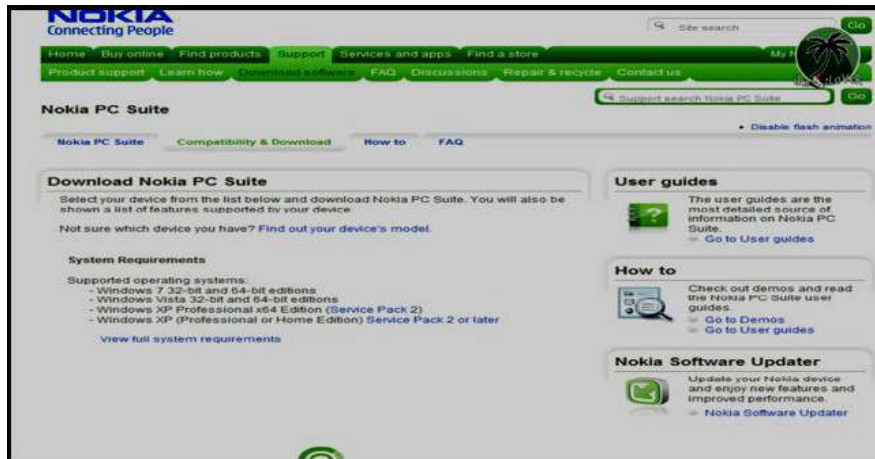 NOKIA
Connecting People
Site search
Go
Home Buy online Find products Support Services and apps Find a store
Product support Learn how Download software FAQ Discussions Repair & recycle Contact us
Support search Nokia PC Suite
Go
Nokia PC Suite
Disable flash animation
Nokia PC Suite Compatibility & Download How to FAQ
Download Nokia PC Suite
Select your device from the list below and download Nokia PC Suite. You will also be
shown a list of features supported by your device
Not sure which device you have? Find out your device's model.
System Requirements
Supported operating systems:
- Windows 7 32-bit and 64-bit editions
- Windows Vista 32-bit and 64-bit editions
- Windows XP Professional x64 Edition (Service Pack 2)
- Windows XP (Professional or Home Edition) Service Pack 2 or later
View full system requirements
User guides
The user guides are the
most detailed source of
information on Nokia PC
Suite.
Go to User guides
How to
Check out demos and read
the Nokia PC Suite user
guides.
Go to Demos
Go to User guides
Nokia Software Updater
Update your Nokia device
and enjoy new features and
improved performance.
Nokia Software Updater